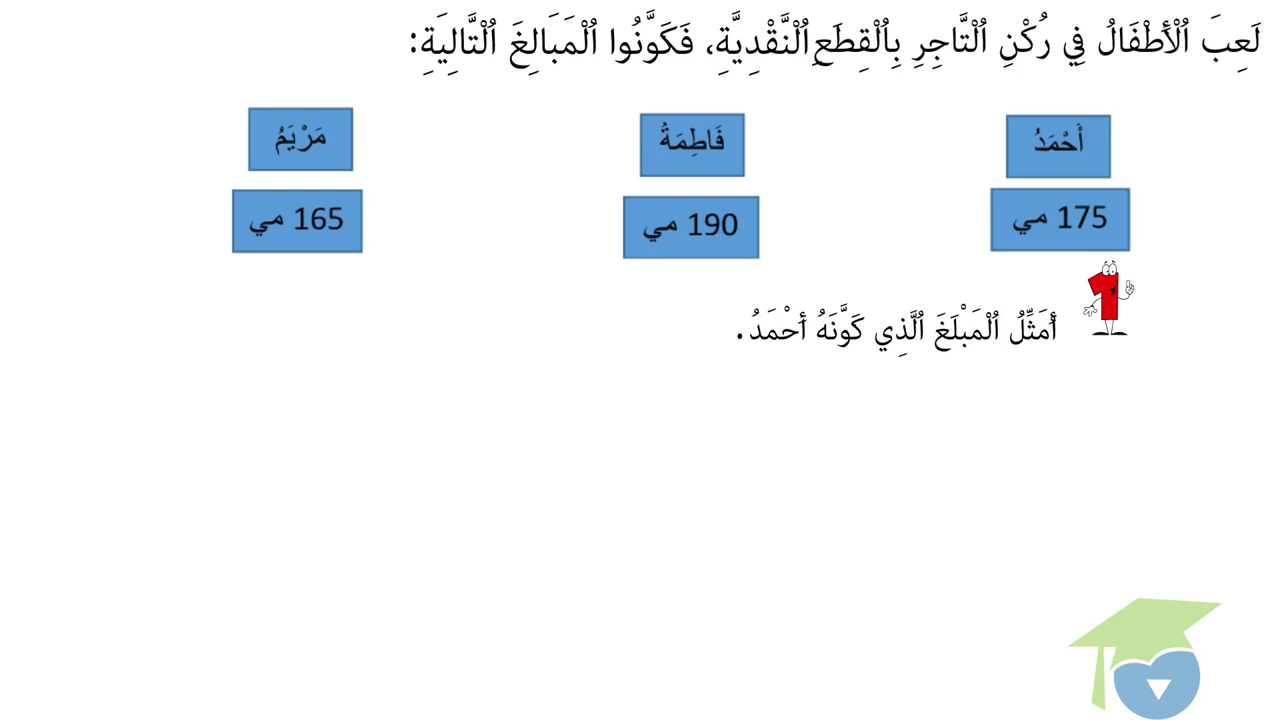 لَعِبَ ٱلْأَطْفَالُ فِي رُكْنِ ٱلتَّاجِرِ بِٱلْقِطَعِ ٱلنَّقْدِيَّةِ، فَكَوَّنُوا ٱلْمَبَالِغَ ٱلتَّالِيَةِ:
أَحْمَدُ فَاطِمَةُ مَرْيَمُ
175 مي 190 مي 165 مي
1 أُمَثِّلُ ٱلْمَبْلَغَ ٱلَّذِي كَوَّنَهُ أَحْمَدُ.